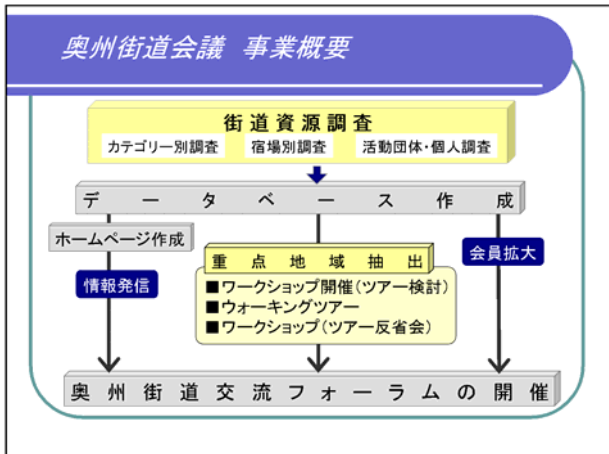 奥州街道会議 事業概要
街道資源調査
カテゴリー別調査 宿場別調査 活動団体・個人調査
データベース作成
ホームページ作成
会員拡大
重点地域抽出
情報発信
■ワークショップ開催(ツアー検討)
■ウォーキングツアー
■ワークショップ(ツアー反省会)
奥州街道交流フォーラムの開催